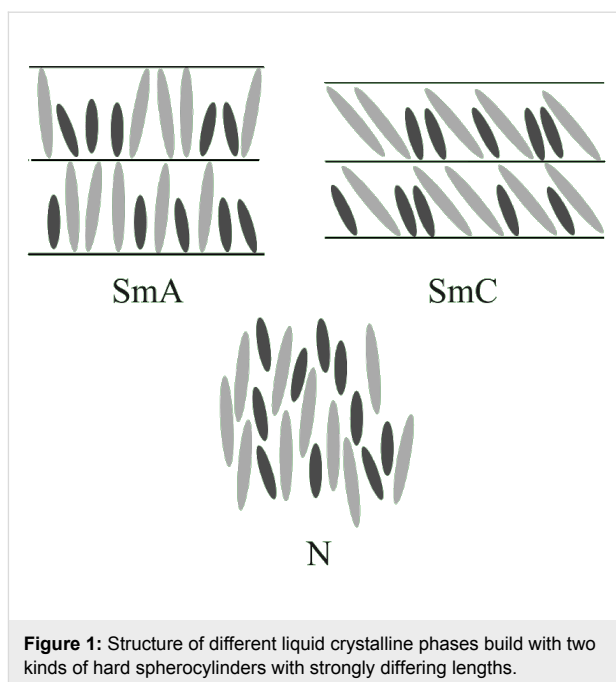 SmA SmC
N
Figure 1: Structure of different liquid crystalline phases build with two
kinds of hard spherocylinders with strongly differing lengths.